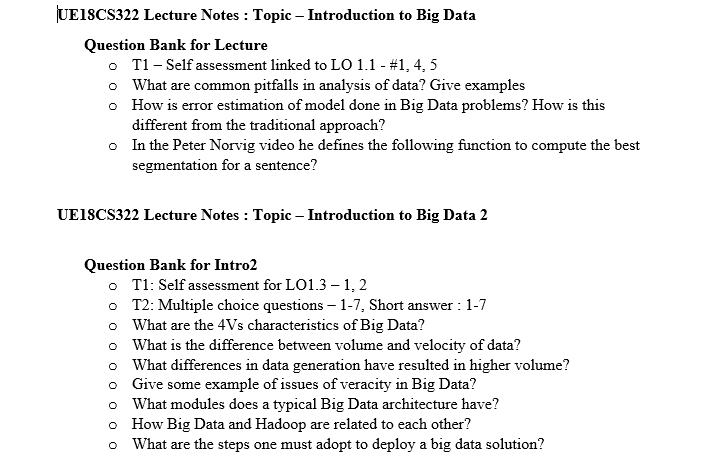 UE18CS322 Lecture Notes : Topic – Introduction to Big Data
Question Bank for Lecture
o T1 – Self assessment linked to LO 1.1 - #1, 4, 5
o What are common pitfalls in analysis of data? Give examples
o How is error estimation of model done in Big Data problems? How is this
different from the traditional approach?
o In the Peter Norvig video he defines the following function to compute the best
segmentation for a sentence?
UE18CS322 Lecture Notes : Topic – Introduction to Big Data 2
Question Bank for Intro2
o T1: Self assessment for LO1.3 – 1, 2
o T2: Multiple choice questions – 1-7, Short answer : 1-7
o What are the 4Vs characteristics of Big Data?
o What is the difference between volume and velocity of data?
o What differences in data generation have resulted in higher volume?
o Give some example of issues of veracity in Big Data?
o What modules does a typical Big Data architecture have?
o How Big Data and Hadoop are related to each other?
o What are the steps one must adopt to deploy a big data solution?